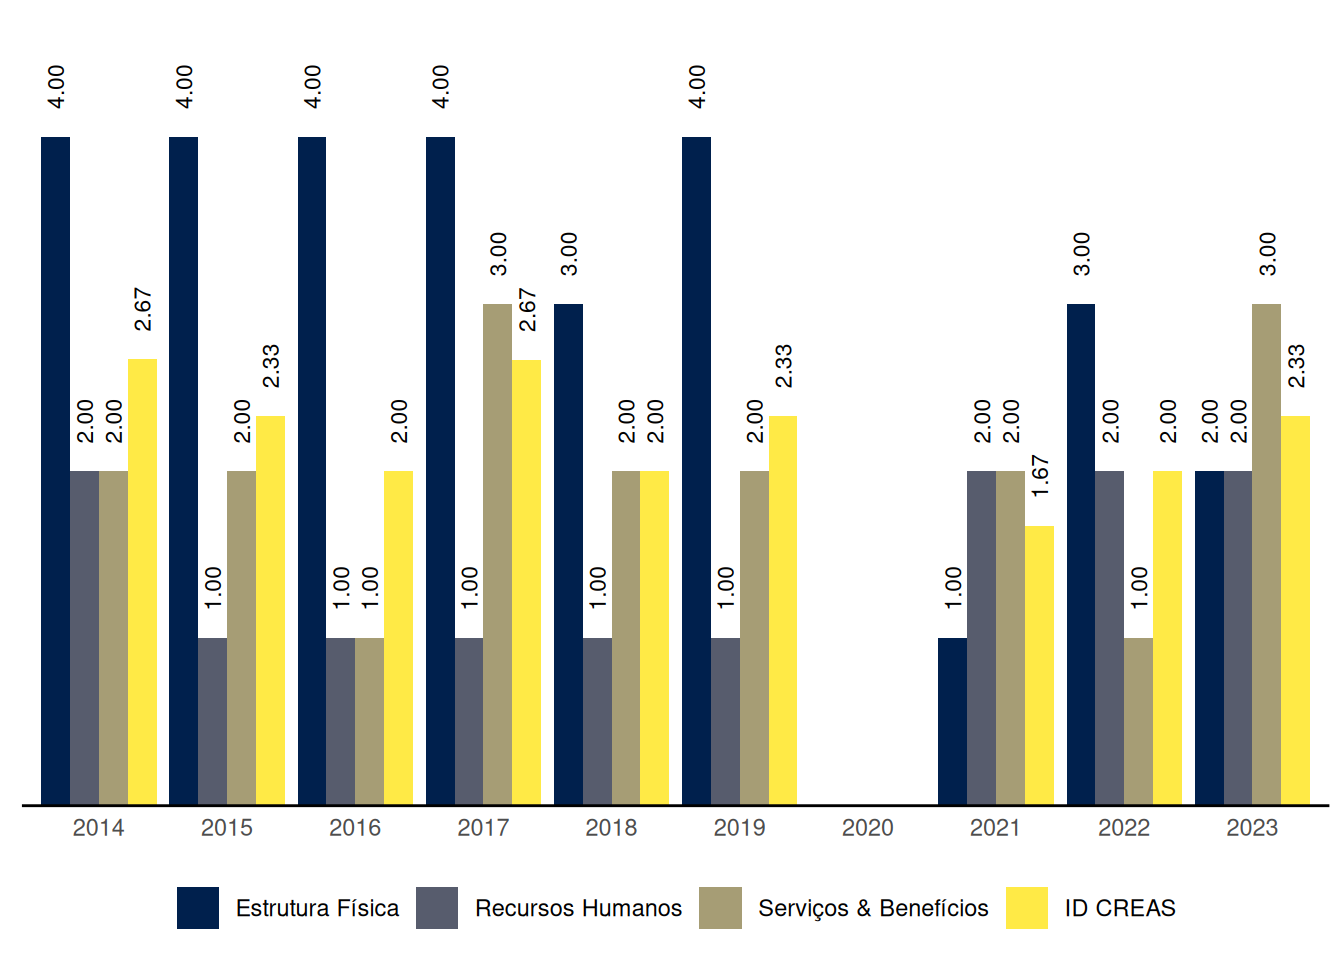 4.00 4.00 4.00 4.00 4.00
3.00 3.00 3.00 3.00
2.67 2.67
2.33 2.33 2.33
2.00 2.00 2.00 2.00 2.00 2.00 2.00 2.00 2.00 2.00 2.00 2.00 2.00
1.67
1.00 1.00 1.00 1.00 1.00 1.00 1.00 1.00
2014 2015 2016 2017 2018 2019 2020 2021 2022 2023
Estrutura Física Recursos Humanos Serviços & Benefícios ID CREAS